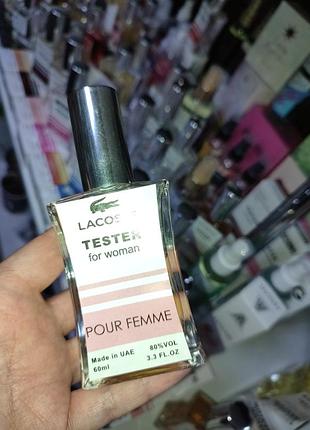 LACOSTE
TESTER
for woman
POUR FEMME
Made in UAE 80%VOL
60ml 3.3 FL.OZ